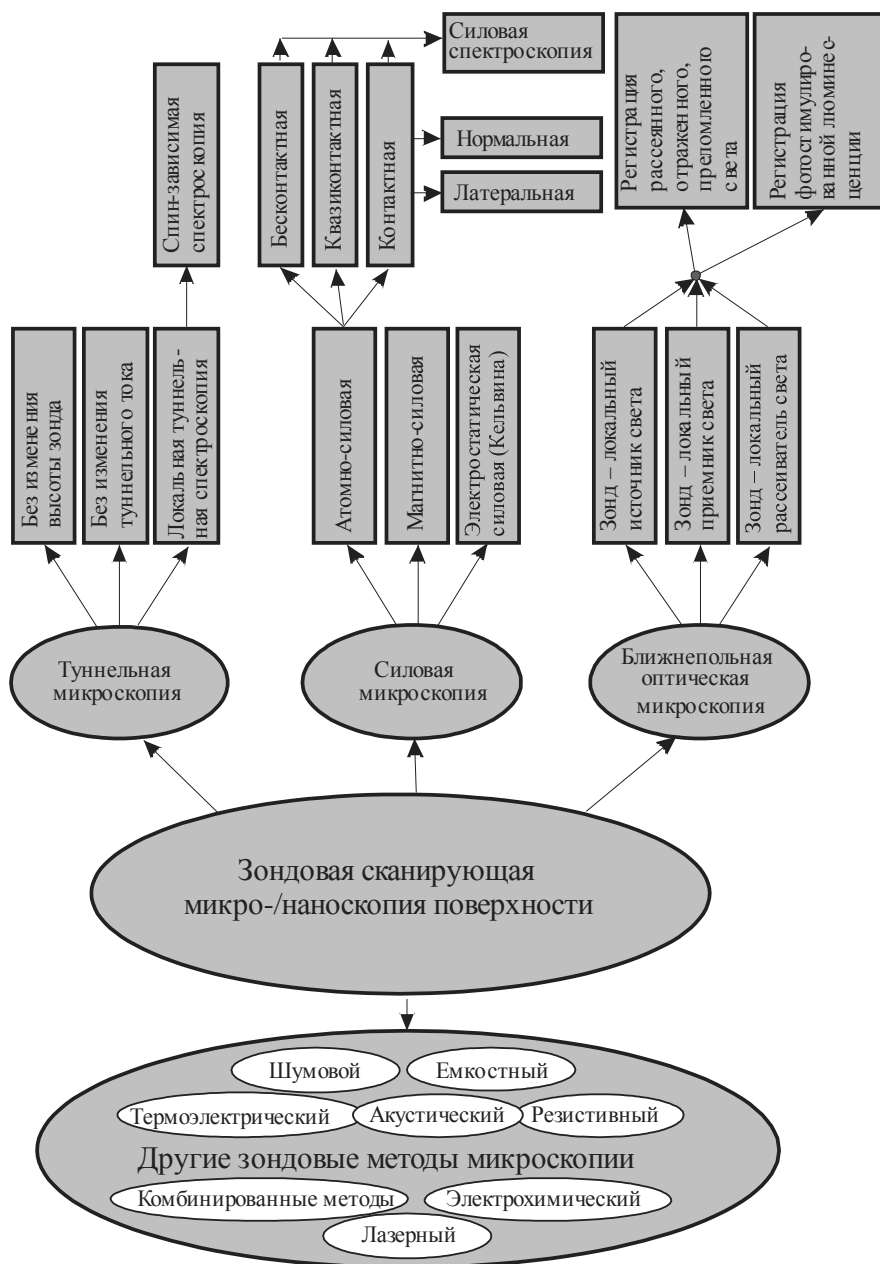 Силовая
спектроскопия
Нормальная
Латеральная
Спин-зависимая
спектроскопия
Бесконтактная
Квазиконтактная
Контактная
Регистрация
рассеянного,
отраженного,
преломленною
света
Регистрация
фотостимулиро-
ванной люминес-
ценции
Без изменения
высоты зонда
Без изменения
туннельного тока
Локальная туннель-
ная спектроскопия
Атомно-силовая
Магнитно-силовая
Электростатическая
силовая (Кельвина)
Зонд – локальный
источник света
Зонд – локальный
приемник света
Зонд – локальный
рассеиватель света
Туннельная
микроскопия
Силовая
микроскопия
Ближнепольная
оптическая
микроскопия
Зондовая сканирующая
микро-/наноскопия поверхности
Шумовой
Емкостный
Термоэлектрический
Акустический
Резистивный
Другие зондовые методы микроскопии
Комбинированные методы
Электрохимический
Лазерный